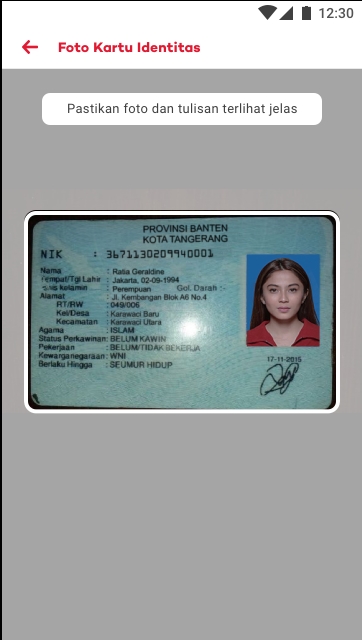 12:30
Foto Kartu Identitas
Pastikan foto dan tulisan terlihat jelas
PROVINSI BANTEN
KOTA TANGERANG
NIK : 3671130209940001
Nama : Ratia Geraldine
Tempat/Tgl Lahir : Jakarta, 02-09-1994
Jenis kelamin : Perempuan Gol. Darah :-
Alamat : Jl. Kembangan Blok A6 No.4
RT/RW : 049/006
Kel/Desa : Karawaci Baru
Kecamatan : Karawaci Utara
Agama : ISLAM
Status Perkawinan: BELUM KAWIN
Pekerjaan : BELUM/TIDAK BEKERJA
Kewarganegaraan: WNI
Berlaku Hingga : SEUMUR HIDUP
17-11-2015